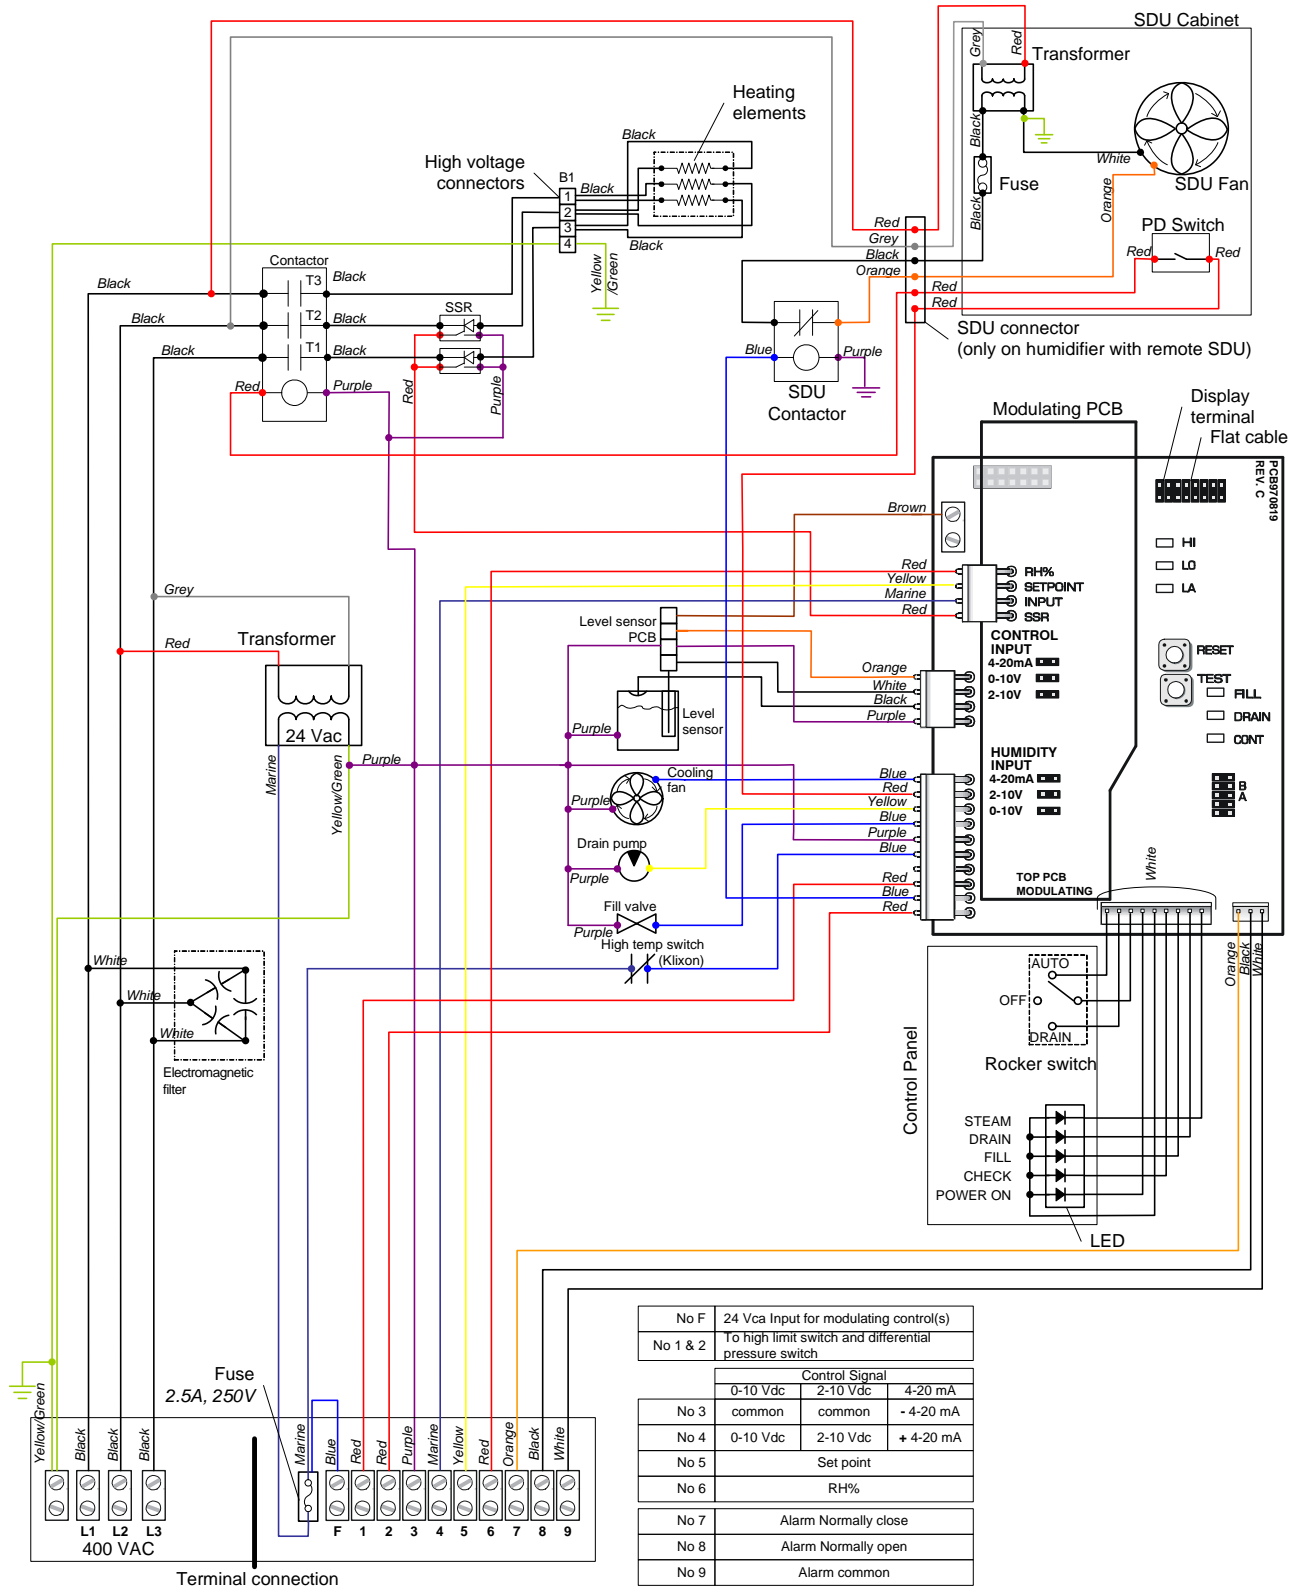 SDU Cabinet
Grey
Red
Transformer
Black
White
Orange
SDU Fan
Fuse
Black
PD Switch
Red
Red
Heating
elements
Black
High voltage
connectors
B1
1
2
3
4
Black
Black
Yellow
/Green
Red
Grey
Black
Orange
Red
Red
SDU connector
(only on humidifier with remote SDU)
Contactor
Black
T3
Black
Black
T2
Black
Black
T1
Black
Red
Purple
SSR
Red
Purple
Blue
Purple
SDU
Contactor
Modulating PCB
Display
terminal
Flat cable
PCB970819
REV. C
Brown
HI
LO
LA
Red
Yellow
Marine
Red
RH%
SETPOINT
INPUT
SSR
CONTROL
INPUT
4-20mA
0-10V
2-10V
RESET
TEST
FILL
DRAIN
CONT
Grey
Red
Transformer
24 Vac
Marine
Yellow/Green
Purple
Level sensor
PCB
Orange
White
Black
Purple
Level
sensor
Purple
HUMIDITY
INPUT
4-20mA
2-10V
0-10V
B
A
Cooling
fan
Purple
Drain pump
Purple
Fill valve
Purple
High temp switch
(Klixon)
Blue
Red
Yellow
Blue
Purple
Blue
Red
Blue
Red
TOP PCB
MODULATING
White
Orange
Black
White
White
White
White
Electromagnetic
filter
Control Panel
AUTO
OFF
DRAIN
Rocker switch
STEAM
DRAIN
FILL
CHECK
POWER ON
LED
No F 24 Vca Input for modulating control(s)
No 1 & 2 To high limit switch and differential
pressure switch
Control Signal
0-10 Vdc 2-10 Vdc 4-20 mA
No 3 common common - 4-20 mA
No 4 0-10 Vdc 2-10 Vdc + 4-20 mA
No 5 Set point
No 6 RH%
No 7 Alarm Normally close
No 8 Alarm Normally open
No 9 Alarm common
Fuse
2.5A, 250V
Yellow/Green
Black
Black
Black
Marine
Blue
Red
Red
Purple
Marine
Yellow
Red
Orange
Black
White
L1 L2 L3 F 1 2 3 4 5 6 7 8 9
400 VAC
Terminal connection